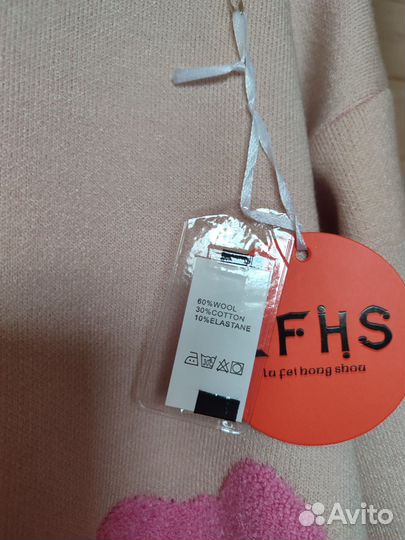 60%WOOL
30%COTTON
10%ELASTANE
FHS
lu fei hong shou
Avito